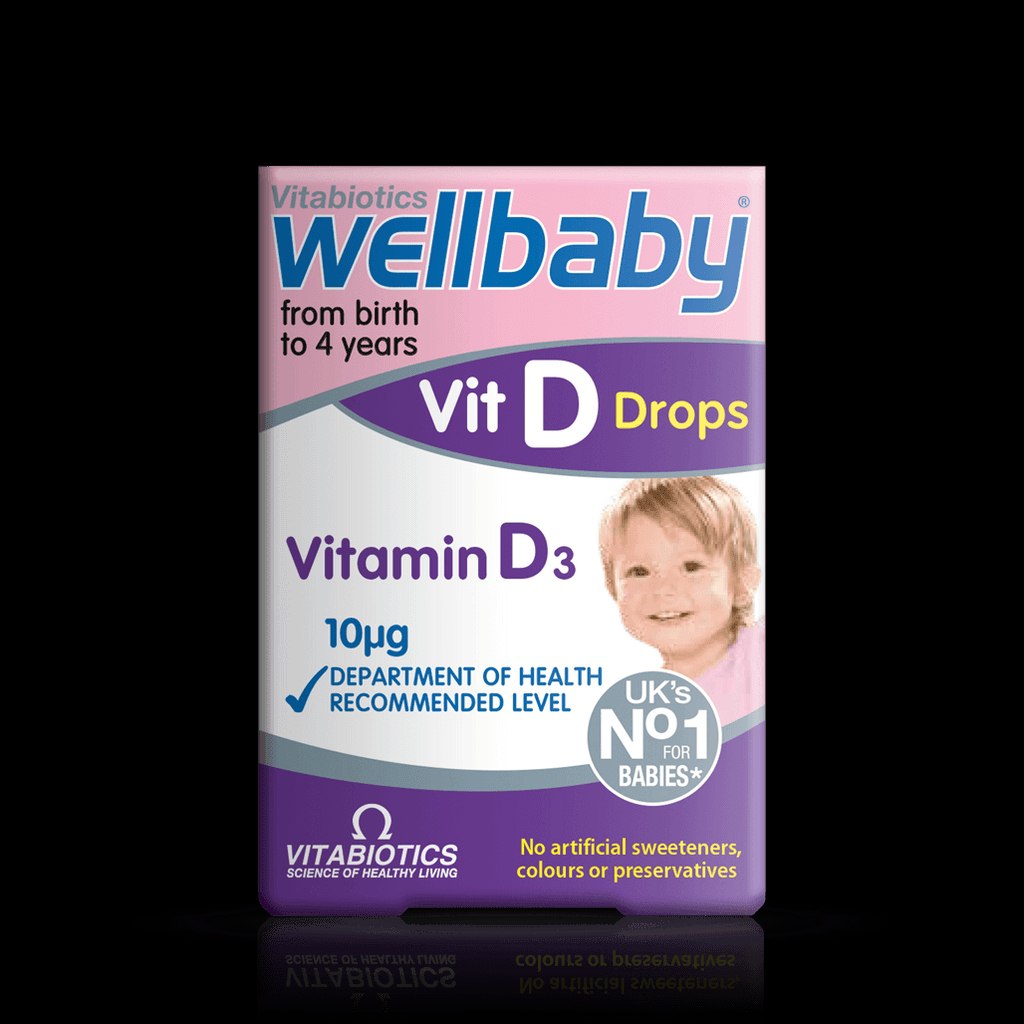 Vitabiotics
wellbaby®
from birth
to 4 years
Vit D Drops
Vitamin D3
10µg
DEPARTMENT OF HEALTH
RECOMMENDED LEVEL
UK's
No1
FOR
BABIES*
Ω
VITABIOTICS
SCIENCE OF HEALTHY LIVING
No artificial sweeteners,
colours or preservatives